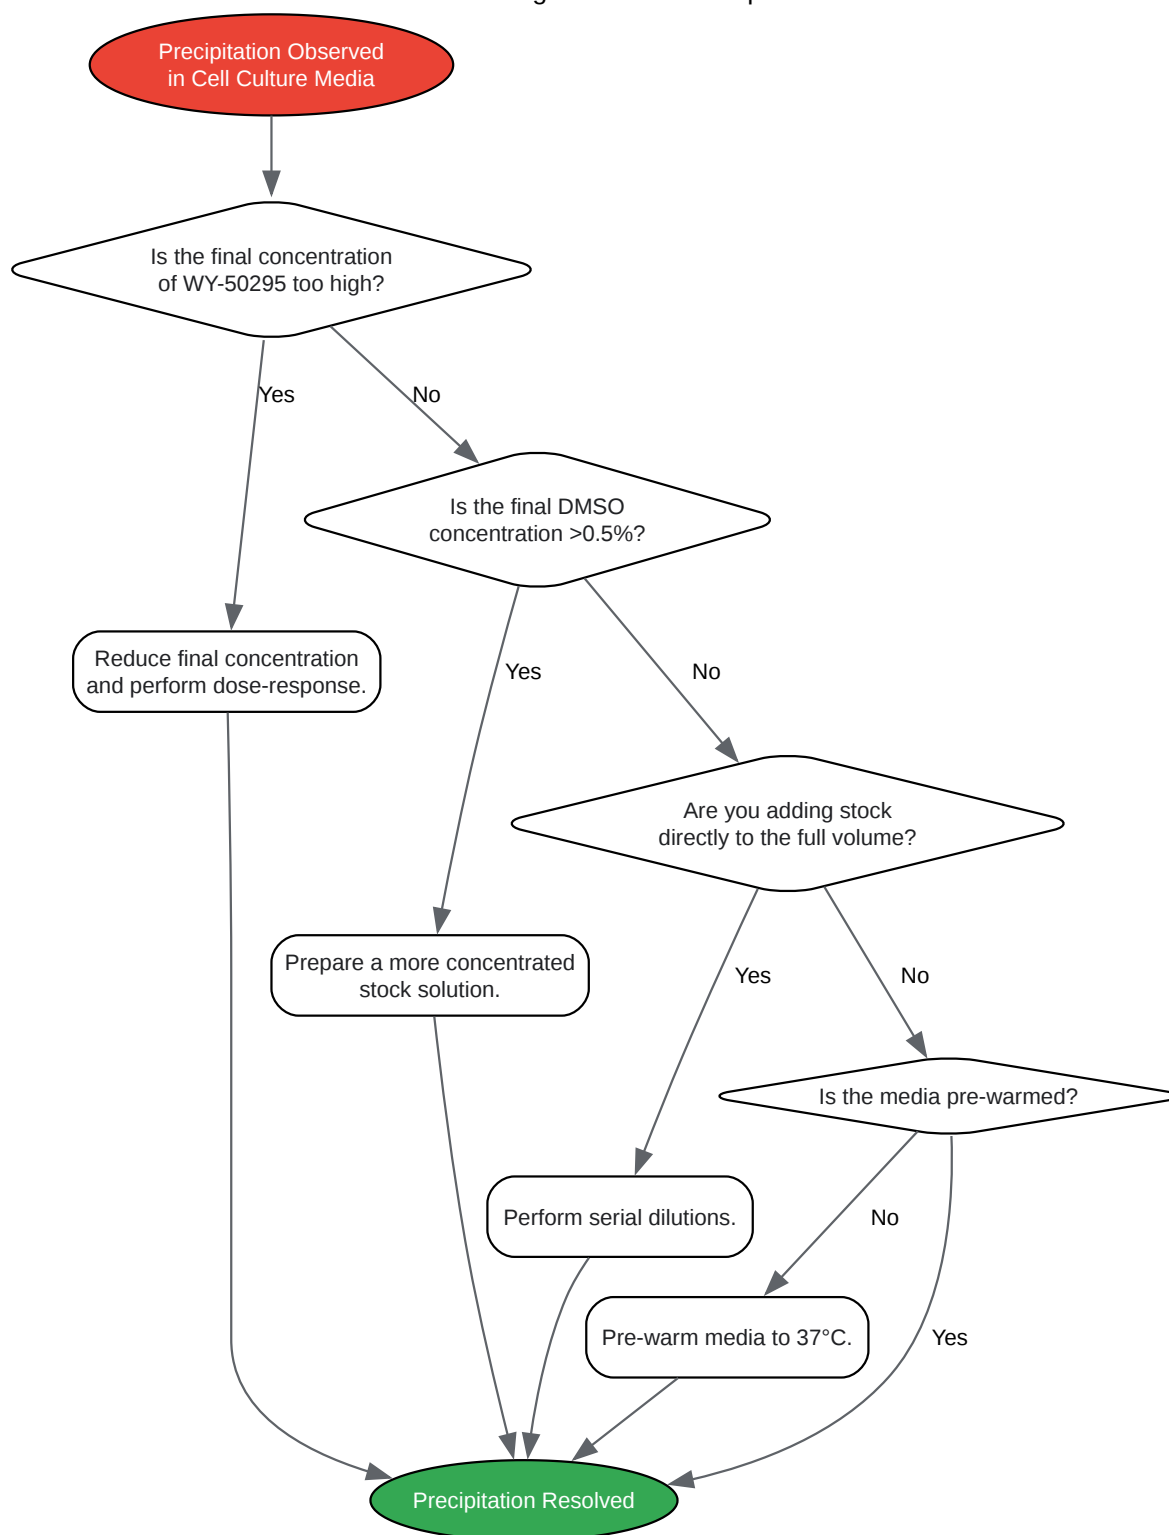 Precipitation Observed
in Cell Culture Media
Is the final concentration
of WY-50295 too high?
Yes
No
Is the final DMSO
concentration >0.5%?
Reduce final concentration
and perform dose-response.
Yes
No
Are you adding stock
directly to the full volume?
Prepare a more concentrated
stock solution.
Yes
No
Is the media pre-warmed?
Perform serial dilutions.
No
Pre-warm media to 37°C.
Yes
Precipitation Resolved